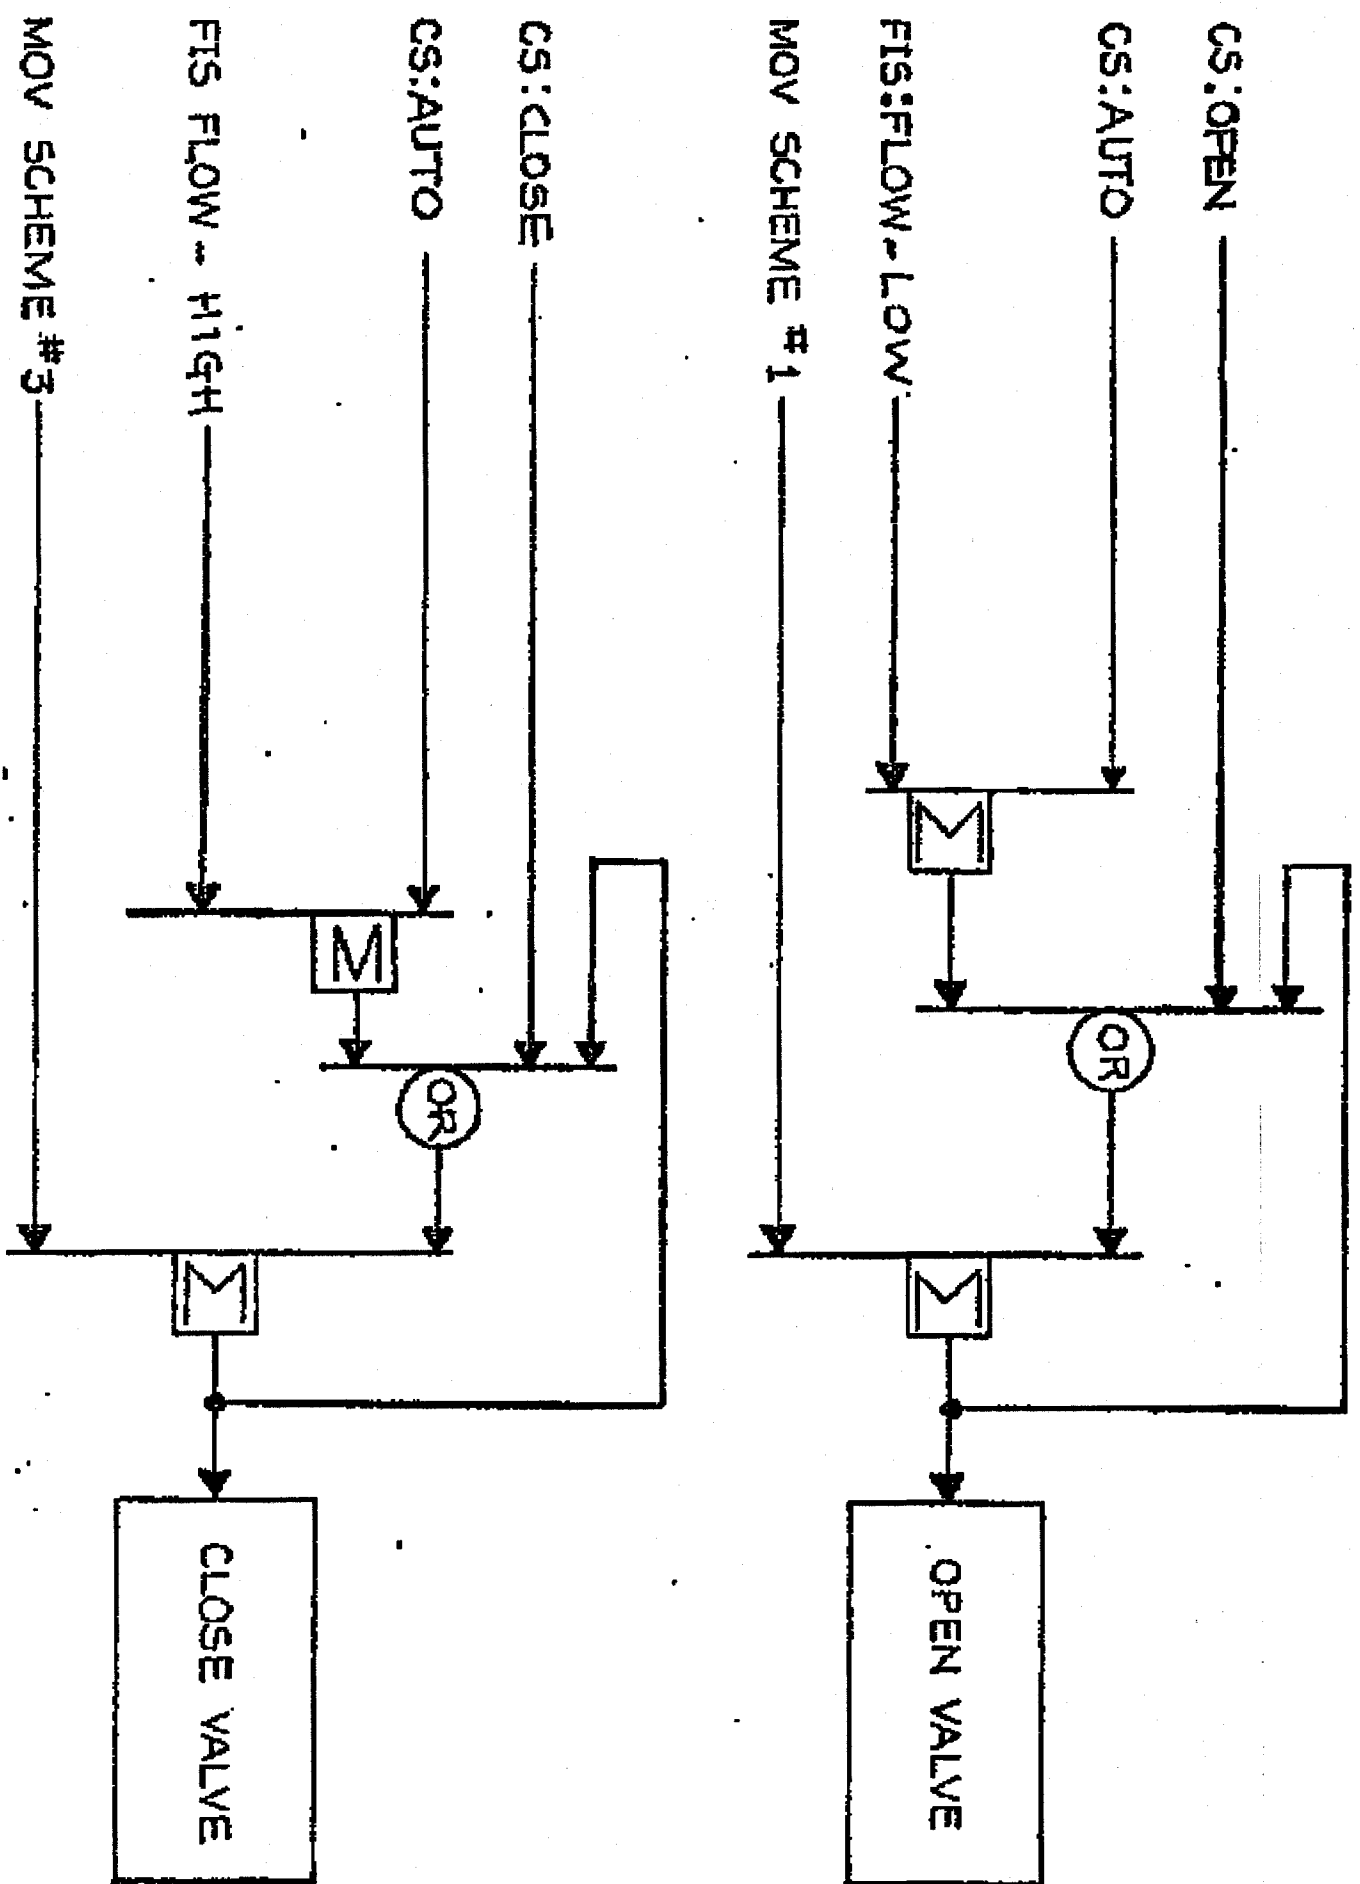 CS:OPEN
CS:AUTO
FIS:FLOW-LOW
MOV SCHEME #1
M
OR
M
OPEN VALVE
CS:CLOSE
CS:AUTO
FIS FLOW-HIGH
MOV SCHEME #3
M
OR
M
CLOSE VALVE